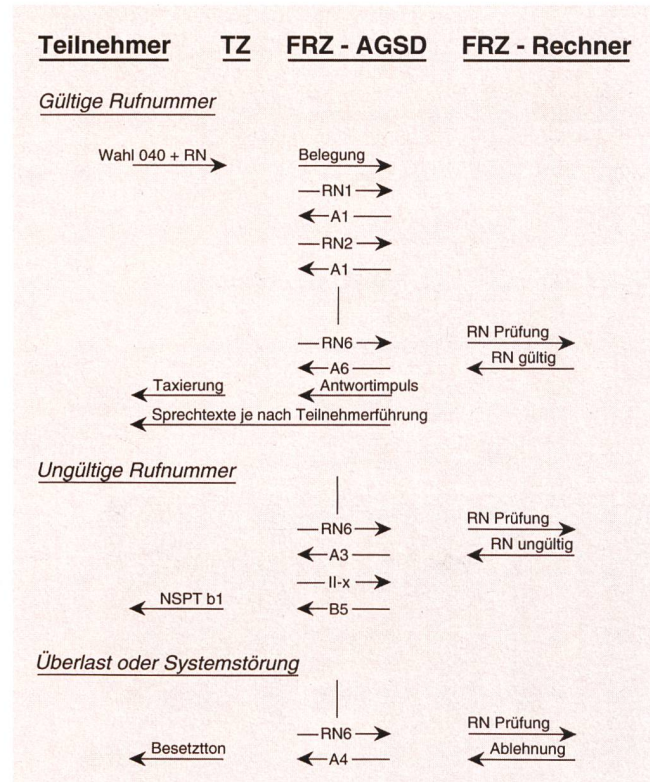 Teilnehmer TZ FRZ - AGSD FRZ - Rechner
Gültige Rufnummer
Wahl 040 + RN Belegung
RN1
A1
RN2
A1
RN6 RN Prüfung
A6 RN gültig
Taxierung Antwortimpuls
Sprechtexte je nach Teilnehmerführung
Ungültige Rufnummer
RN6 RN Prüfung
A3 RN ungültig
II-x
NSPT b1 B5
Überlast oder Systemstörung
RN6 RN Prüfung
Besetztton A4 Ablehnung